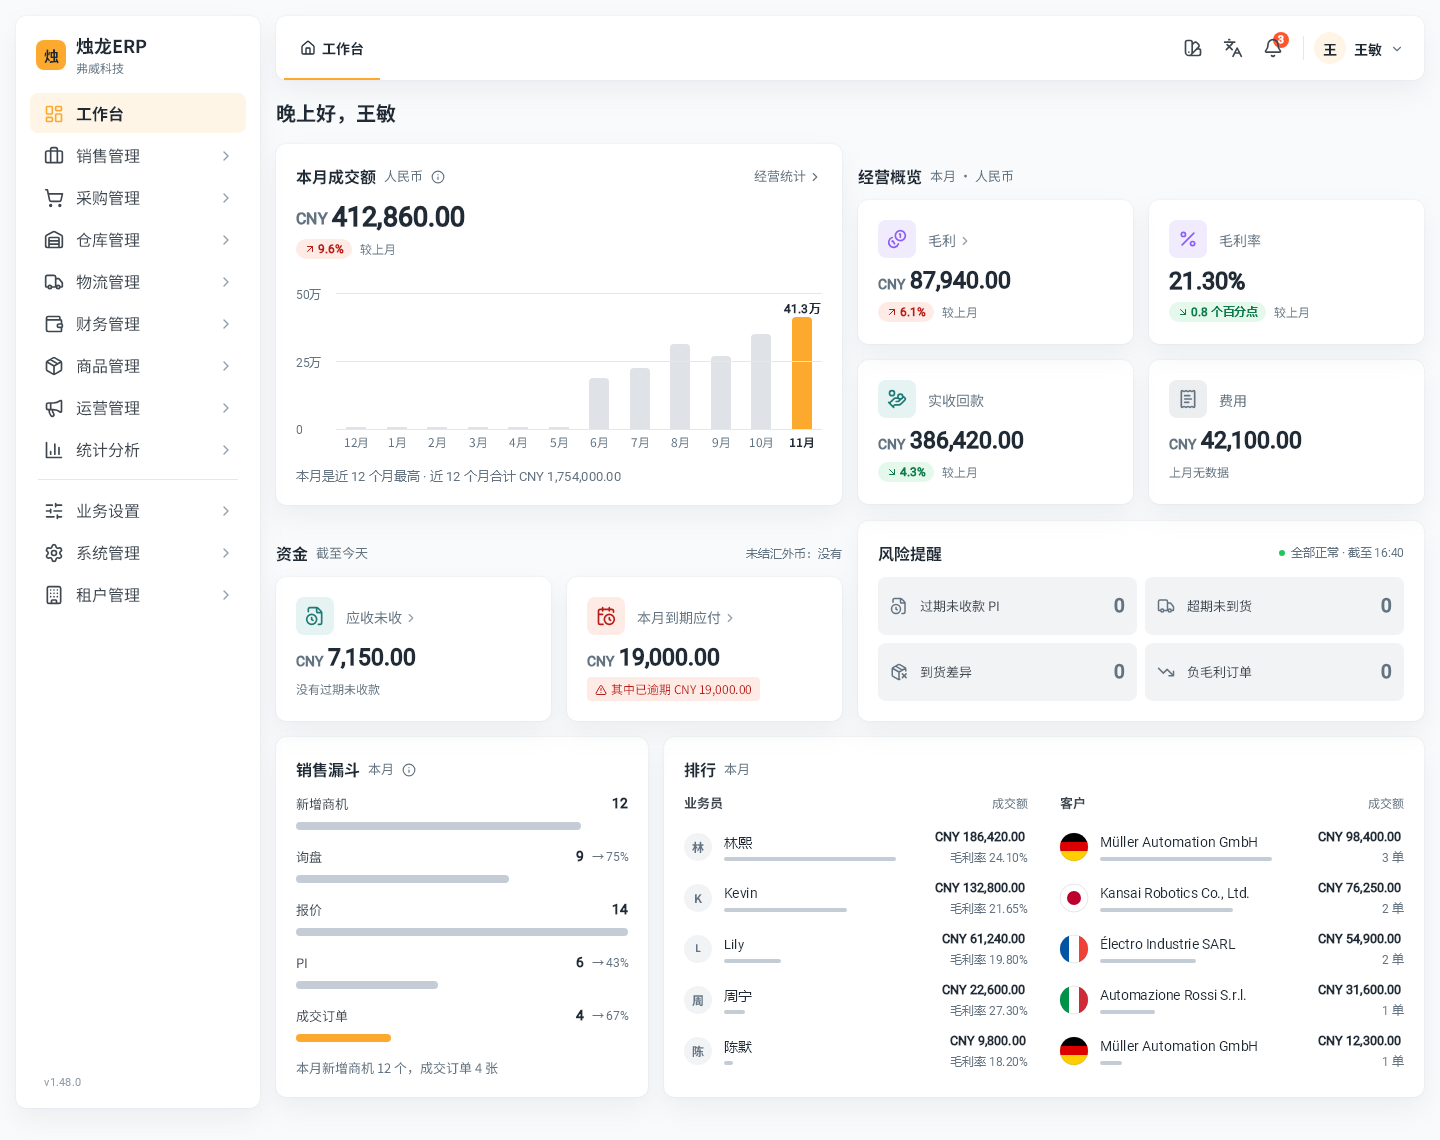 烛
烛龙ERP
弗威科技
工作台
销售管理
采购管理
仓库管理
物流管理
财务管理
商品管理
运营管理
统计分析
业务设置
系统管理
租户管理
v1.48.0
工作台
3
王
王敏
晚上好，王敏
本月成交额 人民币
经营统计
CNY 412,860.00
9.6% 较上月
50万
41.3万
25万
0
12月 1月 2月 3月 4月 5月 6月 7月 8月 9月 10月 11月
本月是近 12 个月最高 · 近 12 个月合计 CNY 1,754,000.00
经营概览 本月 · 人民币
毛利
CNY 87,940.00
6.1% 较上月
毛利率
21.30%
0.8 个百分点 较上月
实收回款
CNY 386,420.00
4.3% 较上月
费用
CNY 42,100.00
上月无数据
资金 截至今天
未结汇外币：没有
应收未收
CNY 7,150.00
没有过期未收款
本月到期应付
CNY 19,000.00
其中已逾期 CNY 19,000.00
风险提醒
全部正常 · 截至 16:40
过期未收款 PI 0
超期未到货 0
到货差异 0
负毛利订单 0
销售漏斗 本月
新增商机 12
询盘 9 →75%
报价 14
PI 6 →43%
成交订单 4 →67%
本月新增商机 12 个，成交订单 4 张
排行 本月
业务员 成交额
林 林熙 CNY 186,420.00
毛利率 24.10%
K Kevin CNY 132,800.00
毛利率 21.65%
L Lily CNY 61,240.00
毛利率 19.80%
周 周宁 CNY 22,600.00
毛利率 27.30%
陈 陈默 CNY 9,800.00
毛利率 18.20%
客户 成交额
Müller Automation GmbH CNY 98,400.00
3 单
Kansai Robotics Co., Ltd. CNY 76,250.00
2 单
Électro Industrie SARL CNY 54,900.00
2 单
Automazione Rossi S.r.l. CNY 31,600.00
1 单
Müller Automation GmbH CNY 12,300.00
1 单